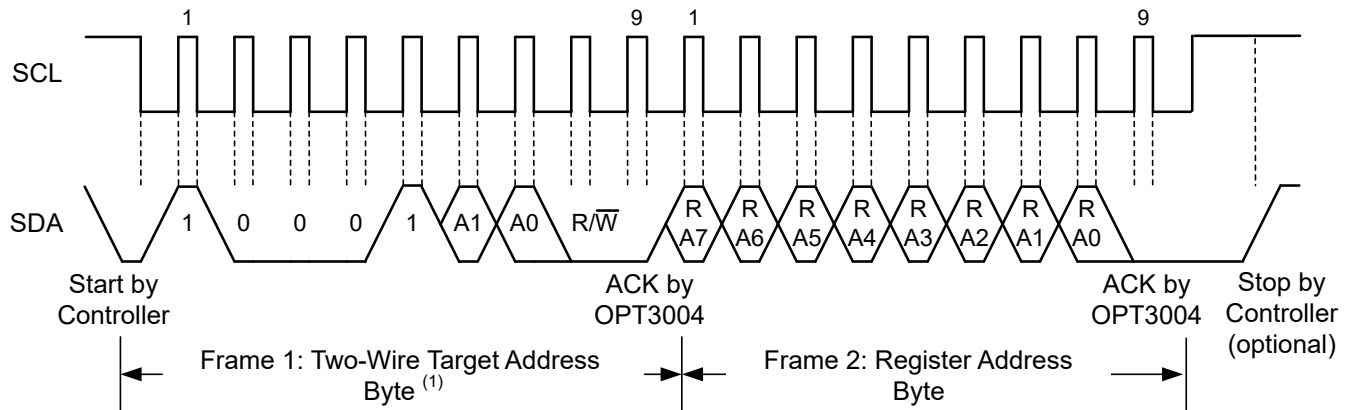 1 9 1 9
SCL
SDA
1 0 0 0 1 A1 A0 R/W̅ R A7 R A6 R A5 R A4 R A3 R A2 R A1 R A0
Start by
Controller
ACK by
OPT3004
ACK by
OPT3004
Stop by
Controller
(optional)
Frame 1: Two-Wire Target Address
Byte (1)
Frame 2: Register Address
Byte